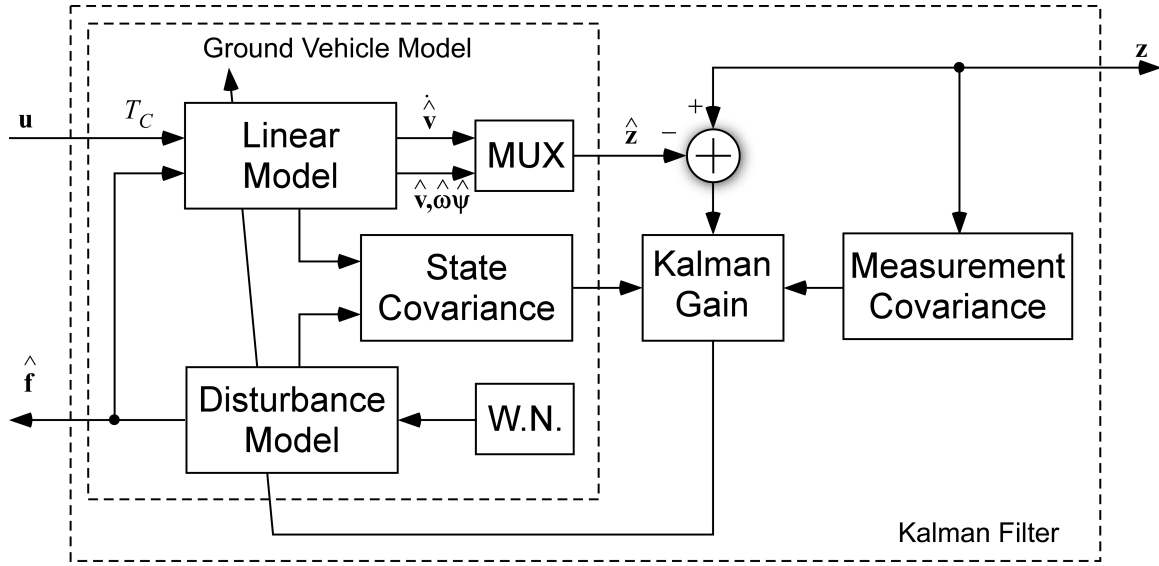 Ground Vehicle Model
z
u
T_C
Linear
Model
v̂̇
MUX
ẑ
+
−
v̂,ω̂ψ̂
State
Covariance
Kalman
Gain
Measurement
Covariance
f̂
Disturbance
Model
W.N.
Kalman Filter